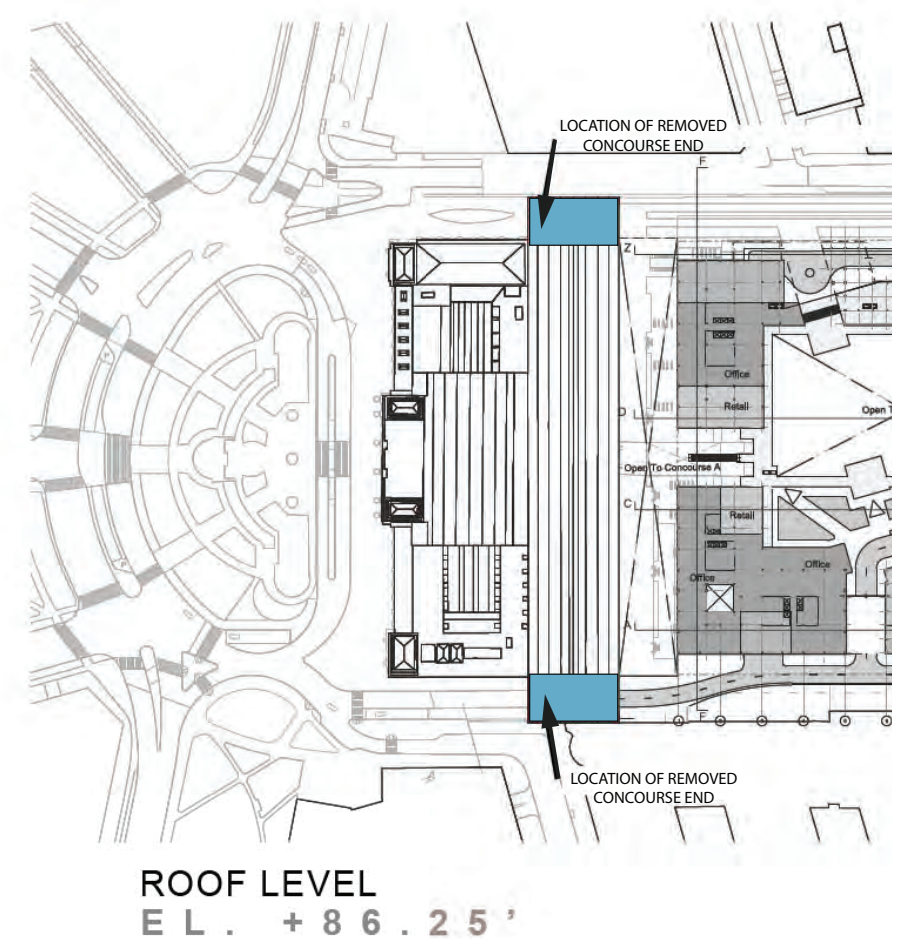 LOCATION OF REMOVED
CONCOURSE END
F
Z
Office
Retail
D
Open T
Open To Concourse A
C
Retail
Office
Office
A
F
LOCATION OF REMOVED
CONCOURSE END
ROOF LEVEL
EL. +86.25’